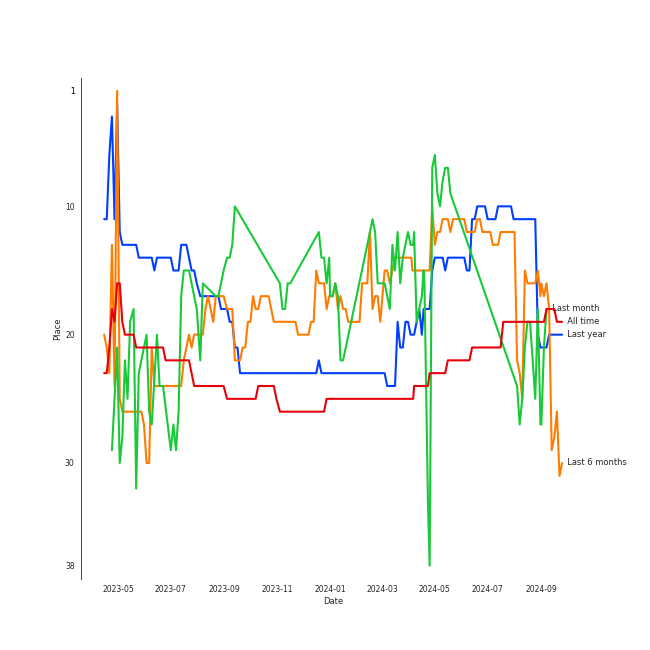 1
10
20
30
38
Place
2023-05
2023-07
2023-09
2023-11
2024-01
2024-03
2024-05
2024-07
2024-09
Date
Last month
All time
Last year
Last 6 months